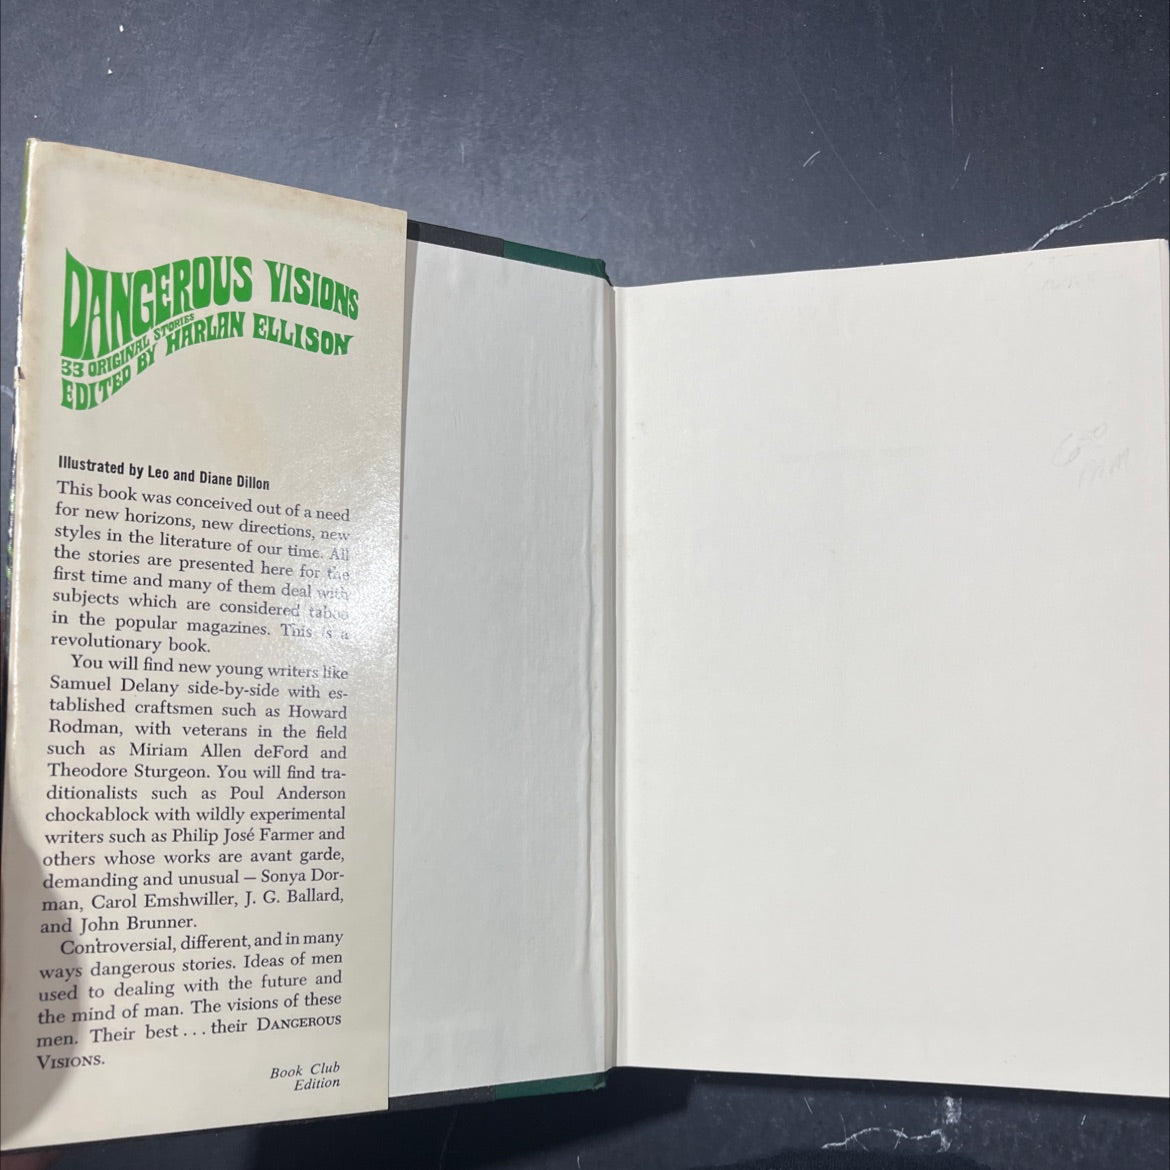 DANGEROUS VISIONS
33 ORIGINAL STORIES
EDITED BY HARLAN ELLISON
Illustrated by Leo and Diane Dillon
This book was conceived out of a need
for new horizons, new directions, new
styles in the literature of our time. All
the stories are presented here for the
first time and many of them deal with
subjects which are considered taboo
in the popular magazines. This is a
revolutionary book.
You will find new young writers like
Samuel Delany side-by-side with es-
tablished craftsmen such as Howard
Rodman, with veterans in the field
such as Miriam Allen deFord and
Theodore Sturgeon. You will find tra-
ditionalists such as Poul Anderson
chockablock with wildly experimental
writers such as Philip José Farmer and
others whose works are avant garde,
demanding and unusual — Sonya Dor-
man, Carol Emshwiller, J. G. Ballard,
and John Brunner.
Controversial, different, and in many
ways dangerous stories. Ideas of men
used to dealing with the future and
the mind of man. The visions of these
men. Their best . . . their DANGEROUS
VISIONS.
Book Club
Edition